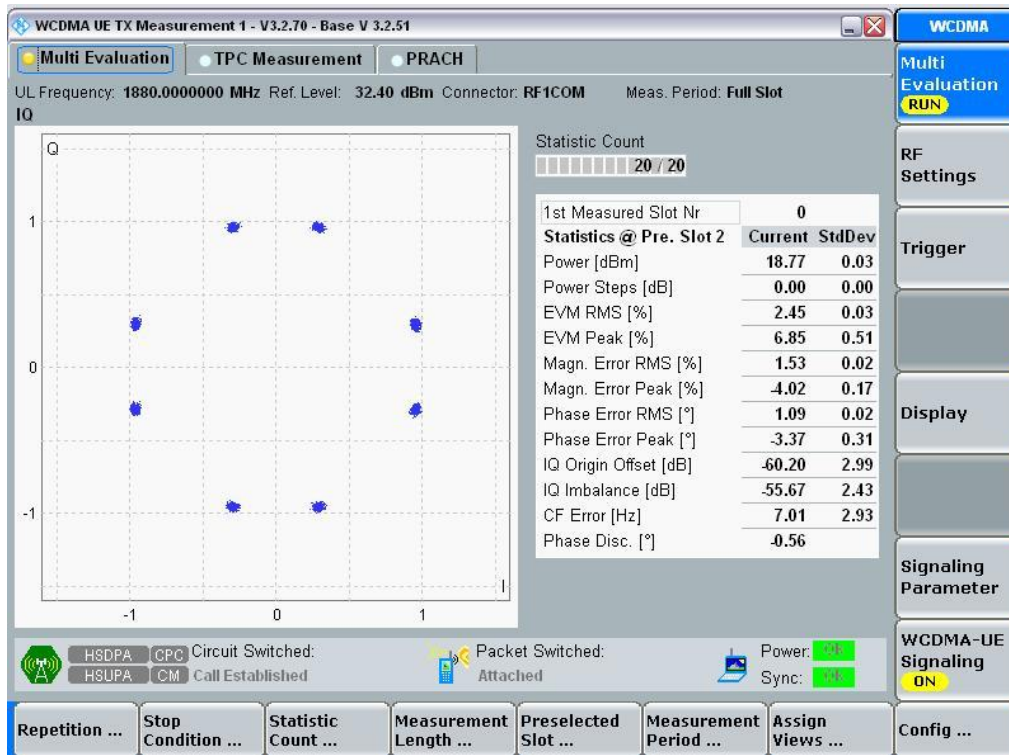 WCDMA UE TX Measurement 1 - V3.2.70 - Base V 3.2.51
WCDMA
Multi Evaluation TPC Measurement PRACH
Multi
Evaluation
RUN
UL Frequency: 1880.0000000 MHz Ref. Level: 32.40 dBm Connector: RF1COM Meas. Period: Full Slot
IQ
Q
1
0
-1
-1 0 1
I
Statistic Count
20 / 20
1st Measured Slot Nr 0
Statistics @ Pre. Slot 2 Current StdDev
Power [dBm] 18.77 0.03
Power Steps [dB] 0.00 0.00
EVM RMS [%] 2.45 0.03
EVM Peak [%] 6.85 0.51
Magn. Error RMS [%] 1.53 0.02
Magn. Error Peak [%] -4.02 0.17
Phase Error RMS [°] 1.09 0.02
Phase Error Peak [°] -3.37 0.31
IQ Origin Offset [dB] -60.20 2.99
IQ Imbalance [dB] -55.67 2.43
CF Error [Hz] 7.01 2.93
Phase Disc. [°] -0.56
RF
Settings
Trigger
Display
Signaling
Parameter
WCDMA-UE
Signaling
ON
HSDPA CPC Circuit Switched: Packet Switched: Power: OK
HSUPA CM Call Established Attached Sync: OK
Repetition ...
Stop
Condition ...
Statistic
Count ...
Measurement
Length ...
Preselected
Slot ...
Measurement
Period ...
Assign
Views ...
Config ...